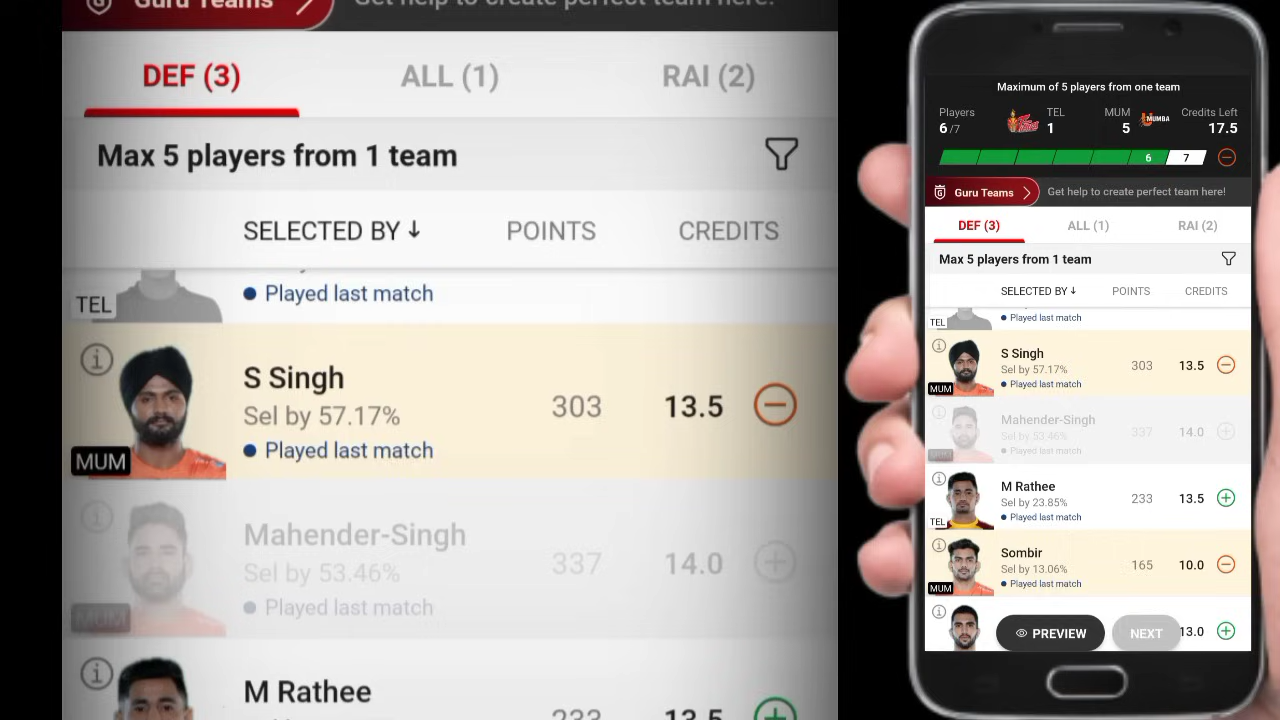 Guru Teams
Get help to create perfect team here!
DEF (3)
ALL (1)
RAI (2)
Max 5 players from 1 team
SELECTED BY ↓
POINTS
CREDITS
TEL
Played last match
S Singh
Sel by 57.17%
303
13.5
Played last match
MUM
Mahender-Singh
Sel by 53.46%
337
14.0
Played last match
MUM
M Rathee
233
13.5
Maximum of 5 players from one team
Players
TEL
MUM
MUMBA
Credits Left
6/7
1
5
17.5
6
7
Guru Teams
Get help to create perfect team here!
DEF (3)
ALL (1)
RAI (2)
Max 5 players from 1 team
SELECTED BY ↓
POINTS
CREDITS
TEL
Played last match
S Singh
Sel by 57.17%
303
13.5
Played last match
MUM
Mahender-Singh
Sel by 53.46%
337
14.0
Played last match
M Rathee
Sel by 23.85%
233
13.5
Played last match
TEL
Sombir
Sel by 13.06%
165
10.0
Played last match
MUM
PREVIEW
NEXT
13.0